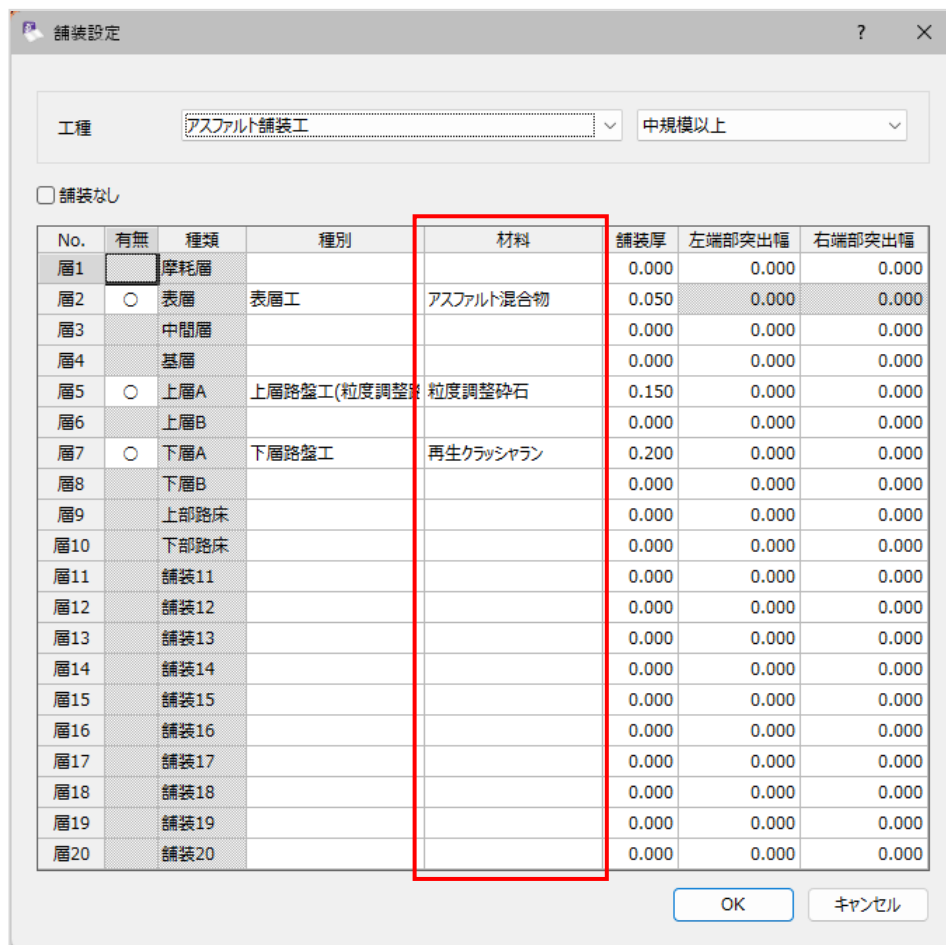 舗装設定 ?
工種 アスファルト舗装工 中規模以上
舗装なし
No. 有無 種類 種別 材料 舗装厚 左端部突出幅 右端部突出幅
層1 摩耗層 0.000 0.000 0.000
層2 ○ 表層 表層工 アスファルト混合物 0.050 0.000 0.000
層3 中間層 0.000 0.000 0.000
層4 基層 0.000 0.000 0.000
層5 ○ 上層A 上層路盤工(粒度調整 粒度調整砕石 0.150 0.000 0.000
層6 上層B 0.000 0.000 0.000
層7 ○ 下層A 下層路盤工 再生クラッシャラン 0.200 0.000 0.000
層8 下層B 0.000 0.000 0.000
層9 上部路床 0.000 0.000 0.000
層10 下部路床 0.000 0.000 0.000
層11 舗装11 0.000 0.000 0.000
層12 舗装12 0.000 0.000 0.000
層13 舗装13 0.000 0.000 0.000
層14 舗装14 0.000 0.000 0.000
層15 舗装15 0.000 0.000 0.000
層16 舗装16 0.000 0.000 0.000
層17 舗装17 0.000 0.000 0.000
層18 舗装18 0.000 0.000 0.000
層19 舗装19 0.000 0.000 0.000
層20 舗装20 0.000 0.000 0.000
OK キャンセル